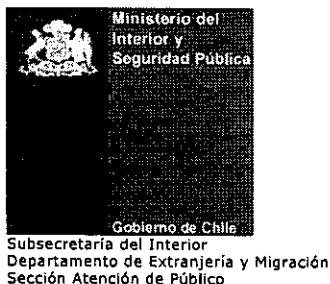 Ministerio del
Interior y
Seguridad Pública
Gobierno de Chile
Subsecretaría del Interior
Departamento de Extranjería y Migración
Sección Atención de Público